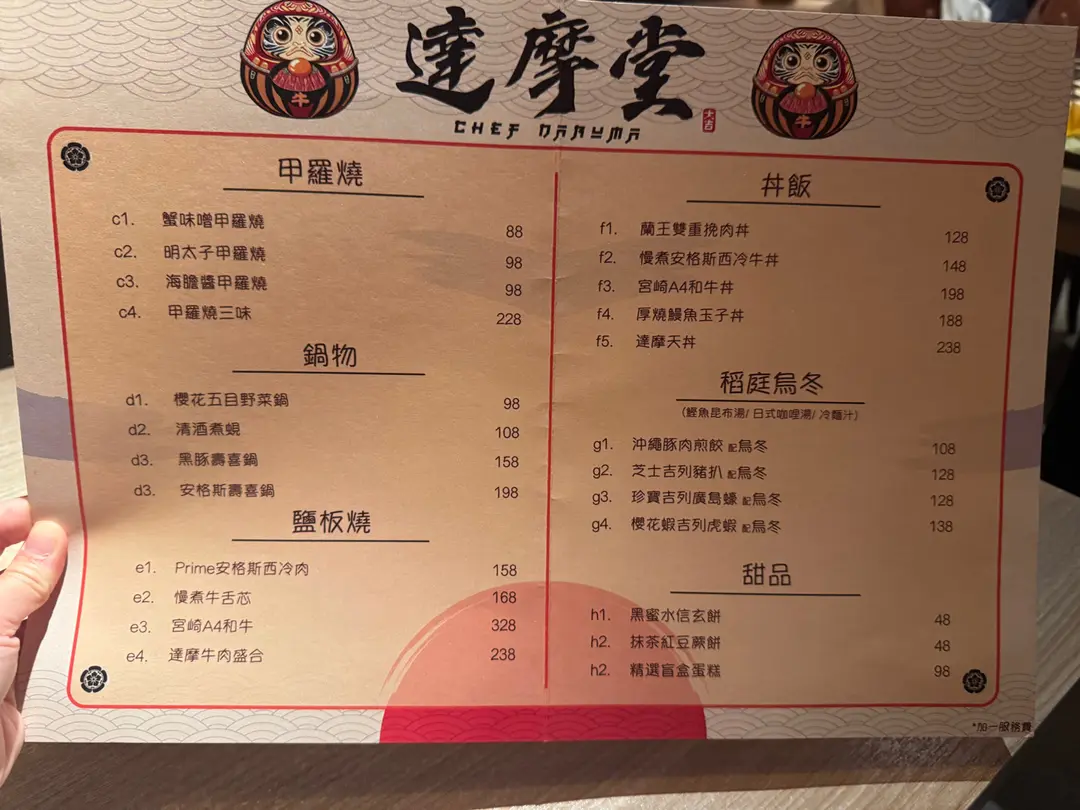 達摩堂
大吉
CHEF DARUMA
牛
牛
甲羅燒
c1. 蟹味噌甲羅燒 88
c2. 明太子甲羅燒 98
c3. 海膽醬甲羅燒 98
c4. 甲羅燒三味 228
鍋物
d1. 櫻花五目野菜鍋 98
d2. 清酒煮蜆 108
d3. 黑豚壽喜鍋 158
d3. 安格斯壽喜鍋 198
鹽板燒
e1. Prime安格斯西冷肉 158
e2. 慢煮牛舌芯 168
e3. 宮崎A4和牛 328
e4. 達摩牛肉盛合 238
丼飯
f1. 蘭王雙重挽肉丼 128
f2. 慢煮安格斯西冷牛丼 148
f3. 宮崎A4和牛丼 198
f4. 厚燒鰻魚玉子丼 188
f5. 達摩天丼 238
稻庭烏冬
(鰹魚昆布湯/ 日式咖哩湯/ 冷麵汁)
g1. 沖繩豚肉煎餃 配烏冬 108
g2. 芝士吉列豬扒 配烏冬 128
g3. 珍寶吉列廣島蠔 配烏冬 128
g4. 櫻花蝦吉列虎蝦 配烏冬 138
甜品
h1. 黑蜜水信玄餅 48
h2. 抹茶紅豆蕨餅 48
h2. 精選盲盒蛋糕 98
*加一服務費